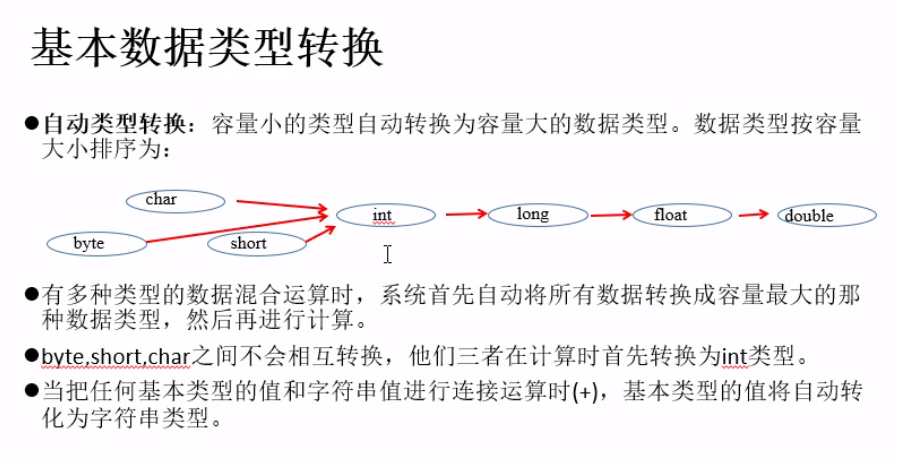 基本数据类型转换
●自动类型转换：容量小的类型自动转换为容量大的数据类型。数据类型按容量
大小排序为：
char
int
long
float
double
byte
short
●有多种类型的数据混合运算时，系统首先自动将所有数据转换成容量最大的那
种数据类型，然后再进行计算。
●byte,short,char之间不会相互转换，他们三者在计算时首先转换为int类型。
●当把任何基本类型的值和字符串值进行连接运算时(+)，基本类型的值将自动转
化为字符串类型。